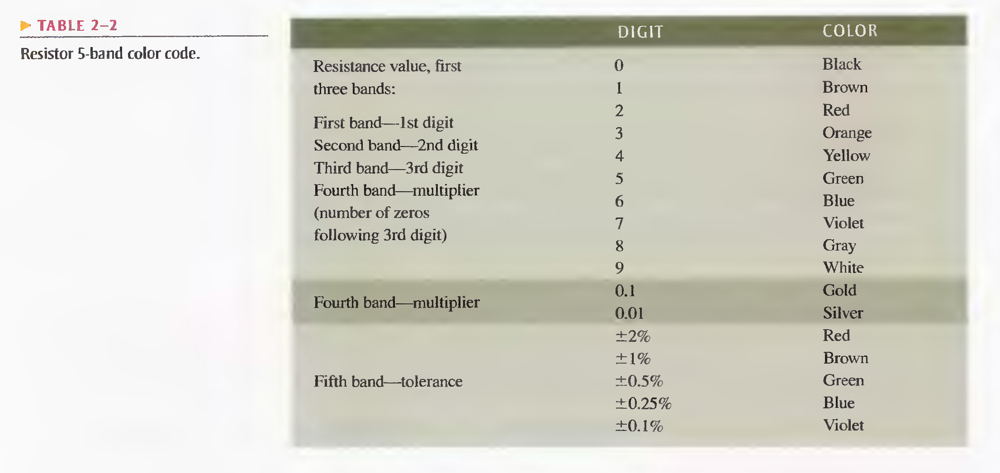 TABLE 2–2
Resistor 5-band color code.
DIGIT COLOR
Resistance value, first 0 Black
three bands: 1 Brown
2 Red
First band—1st digit
3 Orange
Second band—2nd digit
4 Yellow
Third band—3rd digit
5 Green
Fourth band—multiplier
6 Blue
(number of zeros
7 Violet
following 3rd digit)
8 Gray
9 White
0.1 Gold
Fourth band—multiplier
0.01 Silver
±2% Red
±1% Brown
Fifth band—tolerance ±0.5% Green
±0.25% Blue
±0.1% Violet